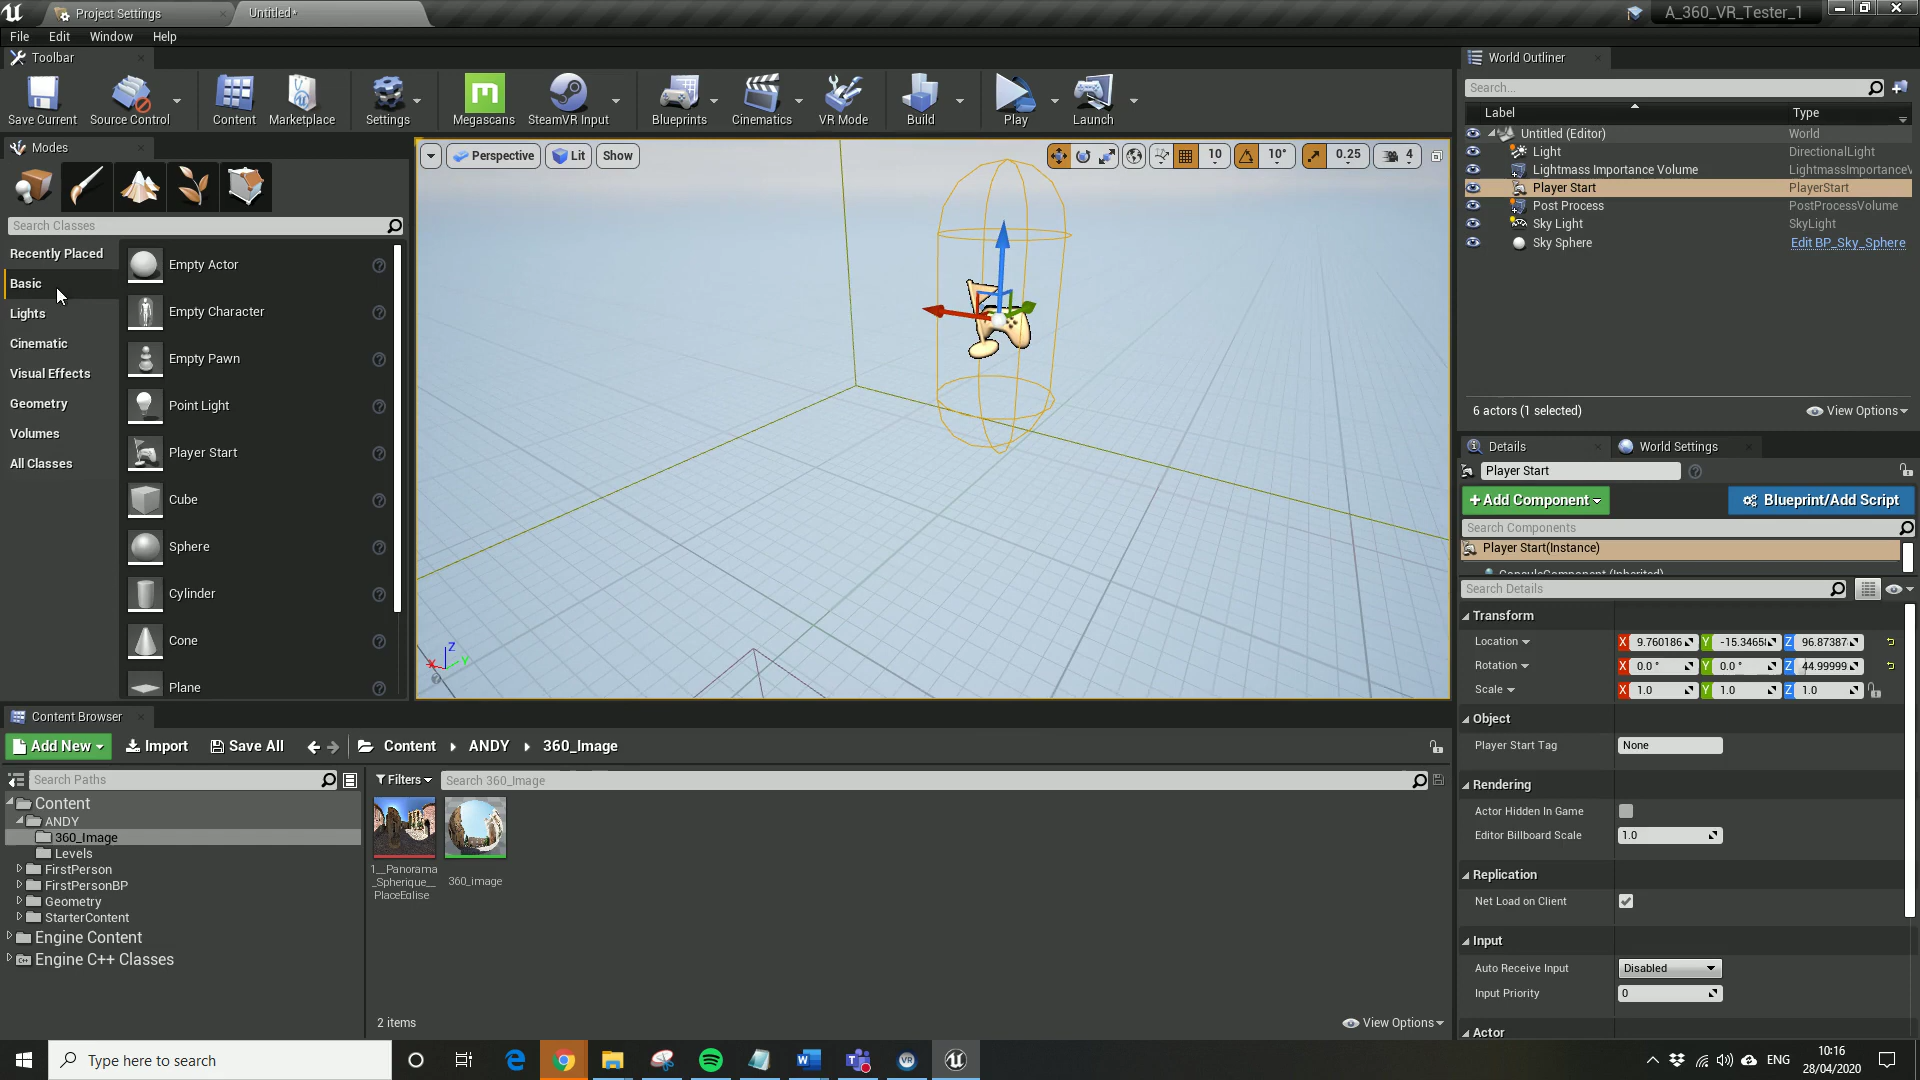 Project Settings
Untitled*
A_360_VR_Tester_1
File Edit Window Help
Toolbar
Save Current
Source Control
Content
Marketplace
Settings
Megascans
SteamVR Input
Blueprints
Cinematics
VR Mode
Build
Play
Launch
Modes
Search Classes
Recently Placed
Basic
Lights
Cinematic
Visual Effects
Geometry
Volumes
All Classes
Empty Actor
Empty Character
Empty Pawn
Point Light
Player Start
Cube
Sphere
Cylinder
Cone
Plane
Perspective
Lit
Show
10
10°
0.25
4
Z
X
Y
World Outliner
Search...
Label Type
Untitled (Editor) World
Light DirectionalLight
Lightmass Importance Volume LightmassImportanceV
Player Start PlayerStart
Post Process PostProcessVolume
Sky Light SkyLight
Sky Sphere Edit BP_Sky_Sphere
6 actors (1 selected)
View Options
Details
World Settings
Player Start
+Add Component
Blueprint/Add Script
Search Components
Player Start(Instance)
CapsuleComponent (Inherited)
Search Details
Transform
Location X 9.760186 Y -15.3465 Z 96.87387
Rotation X 0.0° Y 0.0° Z 44.99999
Scale X 1.0 Y 1.0 Z 1.0
Object
Player Start Tag None
Rendering
Actor Hidden In Game
Editor Billboard Scale 1.0
Replication
Net Load on Client
Input
Auto Receive Input Disabled
Input Priority 0
Actor
Content Browser
Add New
Import
Save All
Content ANDY 360_Image
Search Paths
Filters
Search 360_Image
Content
ANDY
360_Image
Levels
FirstPerson
FirstPersonBP
Geometry
StarterContent
Engine Content
Engine C++ Classes
1__Panorama
_Spherique__
PlaceEglise
360_image
2 items
View Options
Type here to search
ENG
10:16
28/04/2020